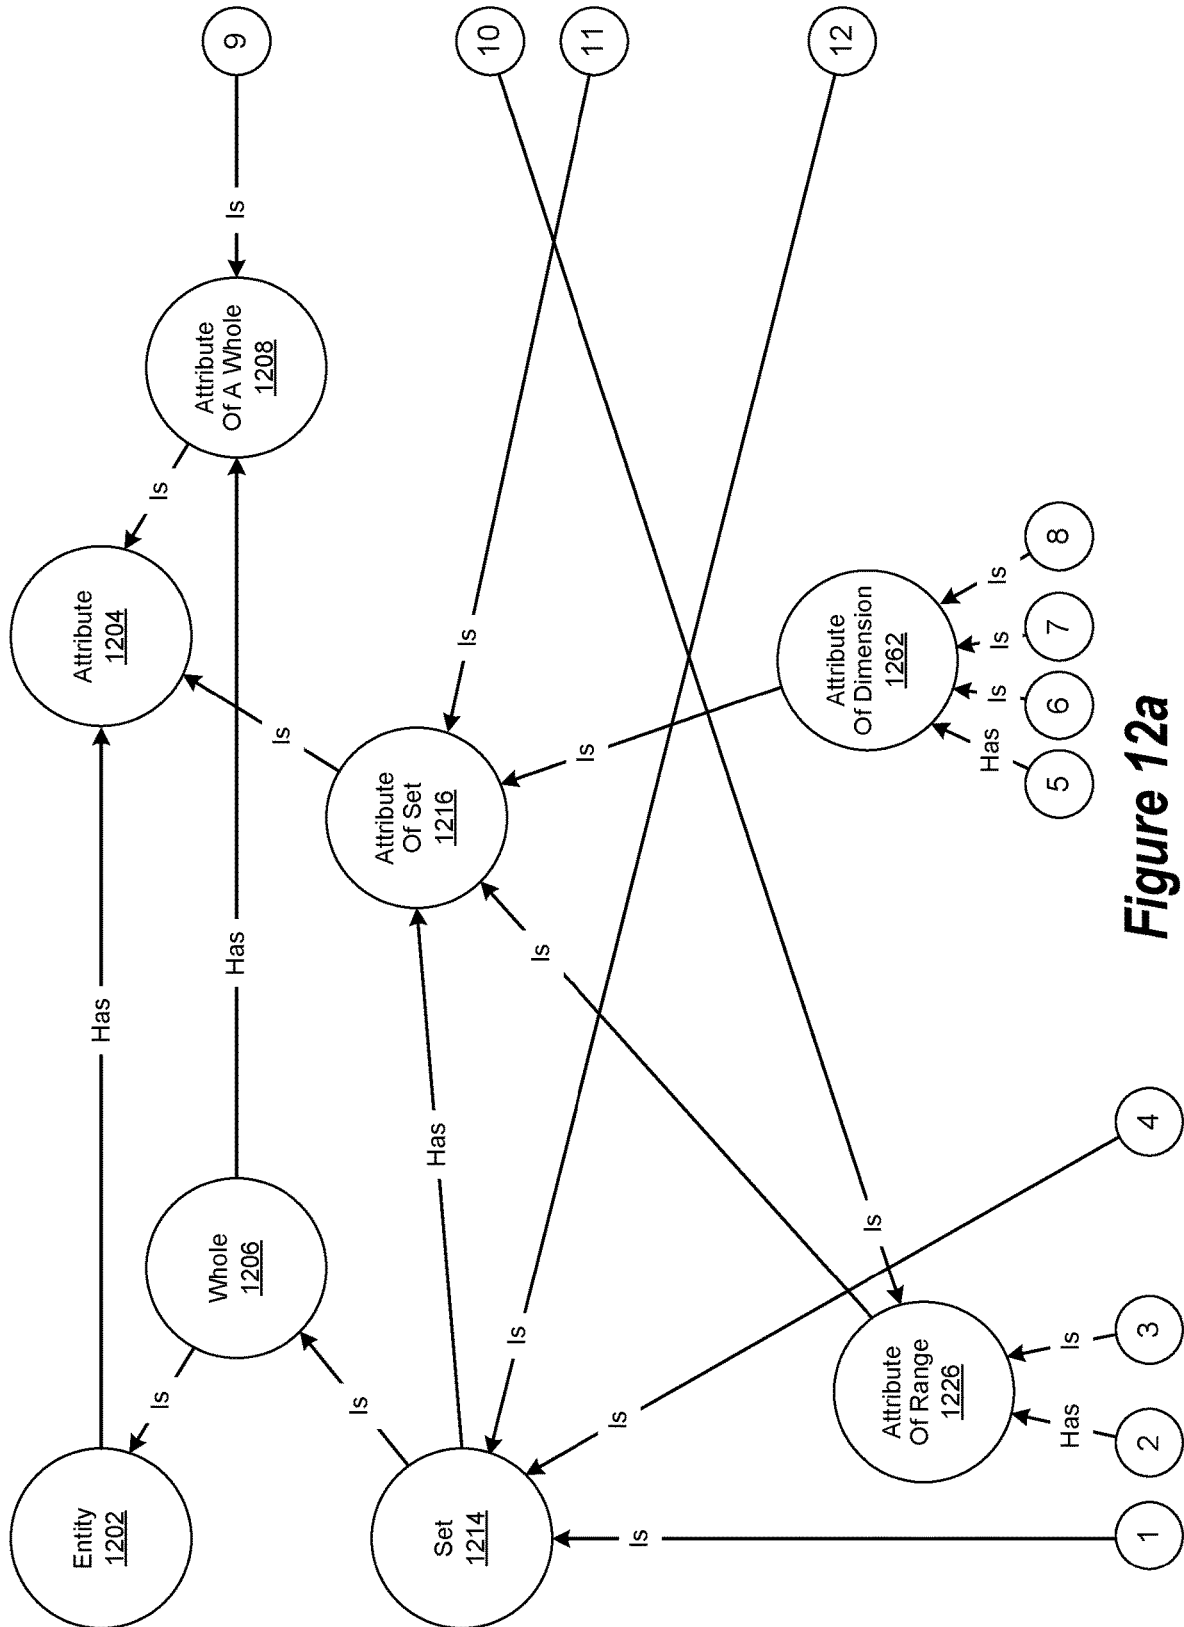 Entity
1202
Has
Attribute
1204
Is
Is
Whole
1206
Has
Attribute
Of A Whole
1208
Is
9
Is
Is
Set
1214
Has
Attribute
Of Set
1216
Is
10
11
Is
Is
Is
Is
Attribute
Of Dimension
1262
12
Is
Attribute
Of Range
1226
Is
Has
Is
Has
Is
Is
Is
1
2
3
4
5
6
7
8
Figure 12a